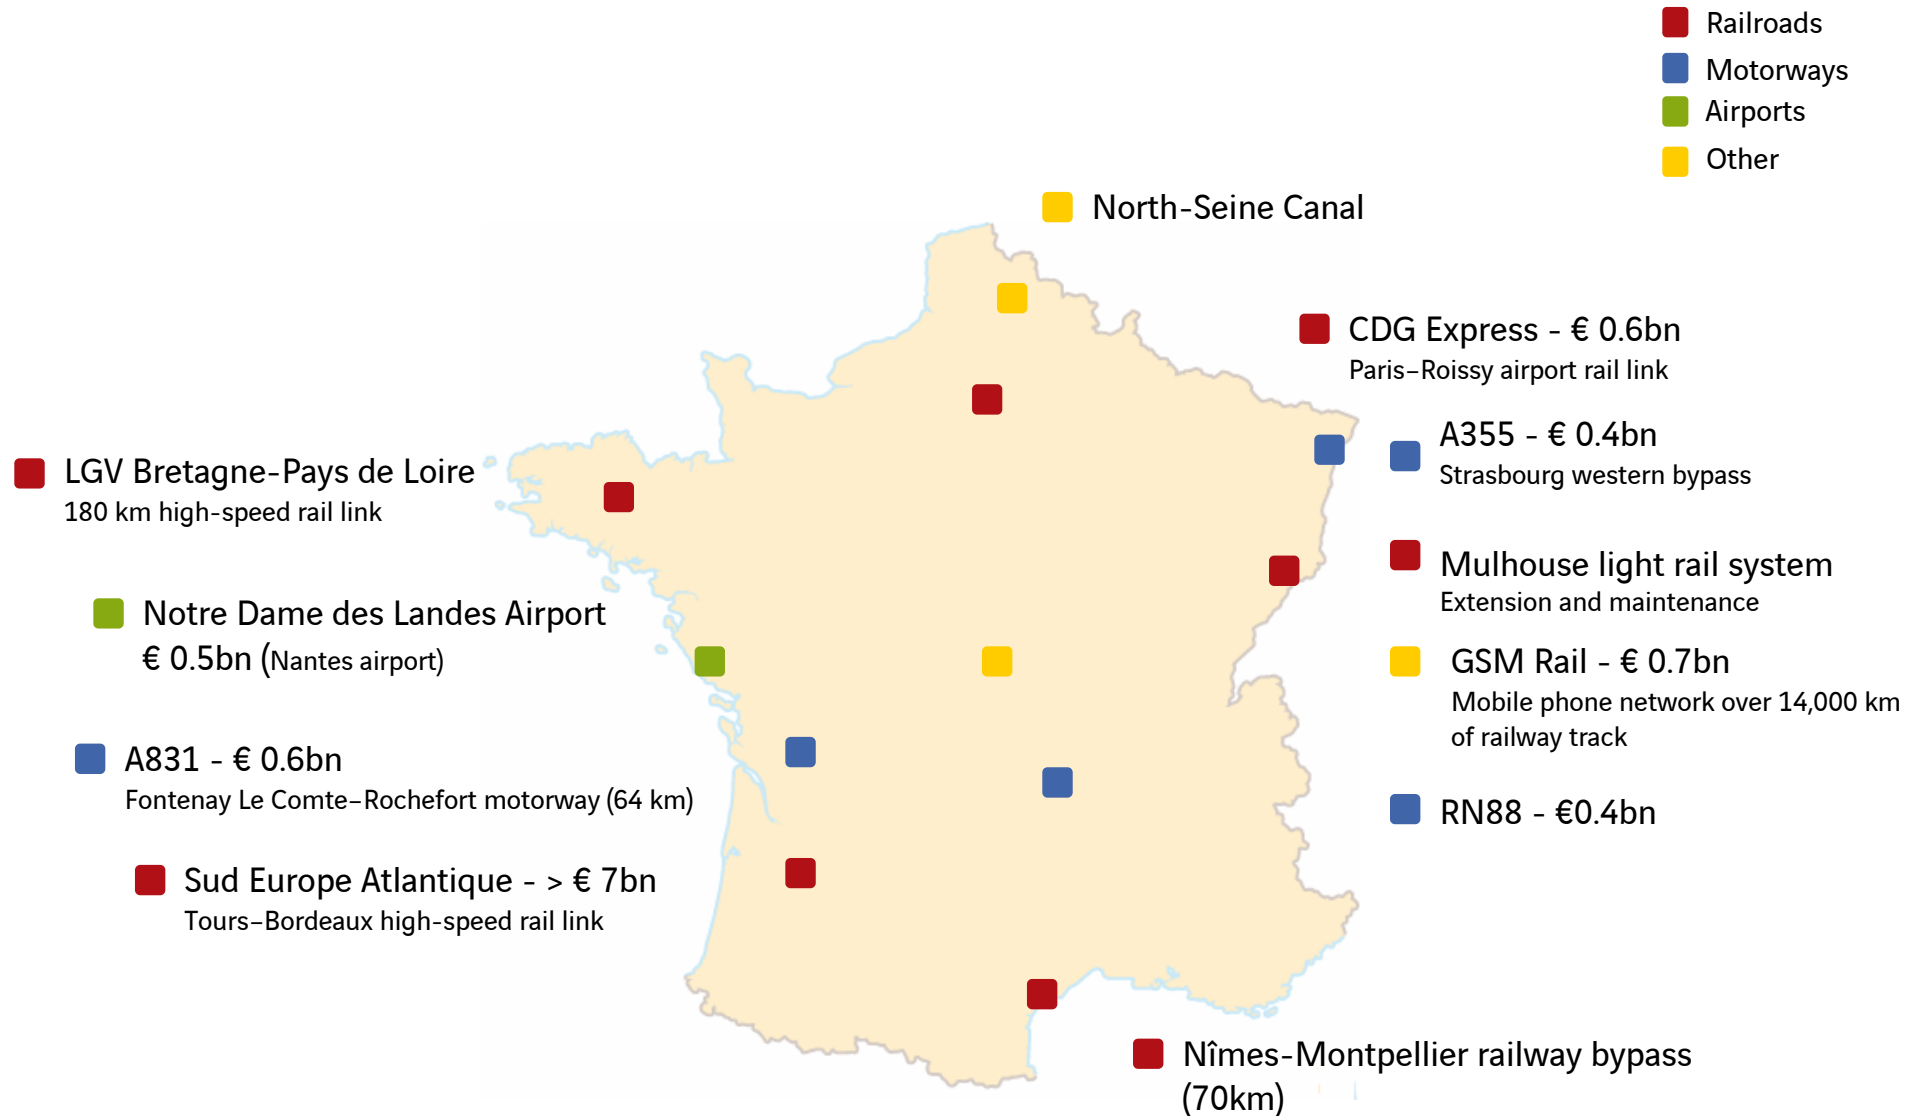 Railroads
Motorways
Airports
Other
North-Seine Canal
CDG Express - € 0.6bn
Paris–Roissy airport rail link
A355 - € 0.4bn
Strasbourg western bypass
LGV Bretagne-Pays de Loire
180 km high-speed rail link
Mulhouse light rail system
Extension and maintenance
Notre Dame des Landes Airport
€ 0.5bn (Nantes airport)
GSM Rail - € 0.7bn
Mobile phone network over 14,000 km
of railway track
A831 - € 0.6bn
Fontenay Le Comte–Rochefort motorway (64 km)
RN88 - €0.4bn
Sud Europe Atlantique - > € 7bn
Tours–Bordeaux high-speed rail link
Nîmes-Montpellier railway bypass
(70km)